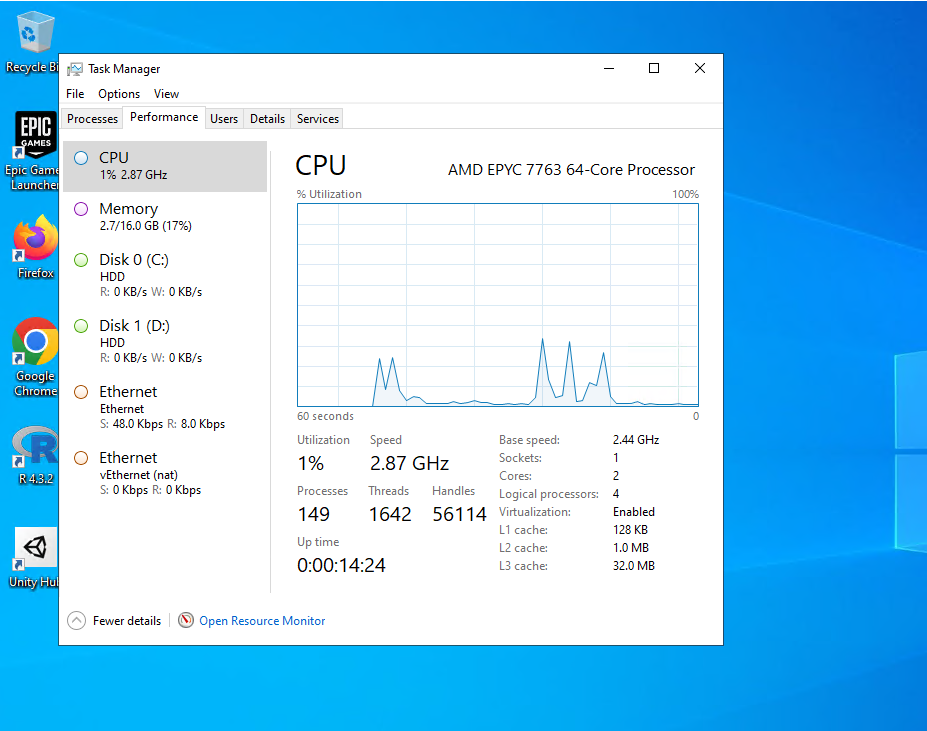 Recycle Bi
EPIC
GAMES
Epic Game
Launcher
Firefox
Google
Chrome
R
R 4.3.2
Unity Hub
Task Manager
File Options View
Processes Performance Users Details Services
CPU
1% 2.87 GHz
Memory
2.7/16.0 GB (17%)
Disk 0 (C:)
HDD
R: 0 KB/s W: 0 KB/s
Disk 1 (D:)
HDD
R: 0 KB/s W: 0 KB/s
Ethernet
Ethernet
S: 48.0 Kbps R: 8.0 Kbps
Ethernet
vEthernet (nat)
S: 0 Kbps R: 0 Kbps
CPU AMD EPYC 7763 64-Core Processor
% Utilization 100%
60 seconds 0
Utilization Speed
1% 2.87 GHz
Processes Threads Handles
149 1642 56114
Up time
0:00:14:24
Base speed: 2.44 GHz
Sockets: 1
Cores: 2
Logical processors: 4
Virtualization: Enabled
L1 cache: 128 KB
L2 cache: 1.0 MB
L3 cache: 32.0 MB
Fewer details Open Resource Monitor